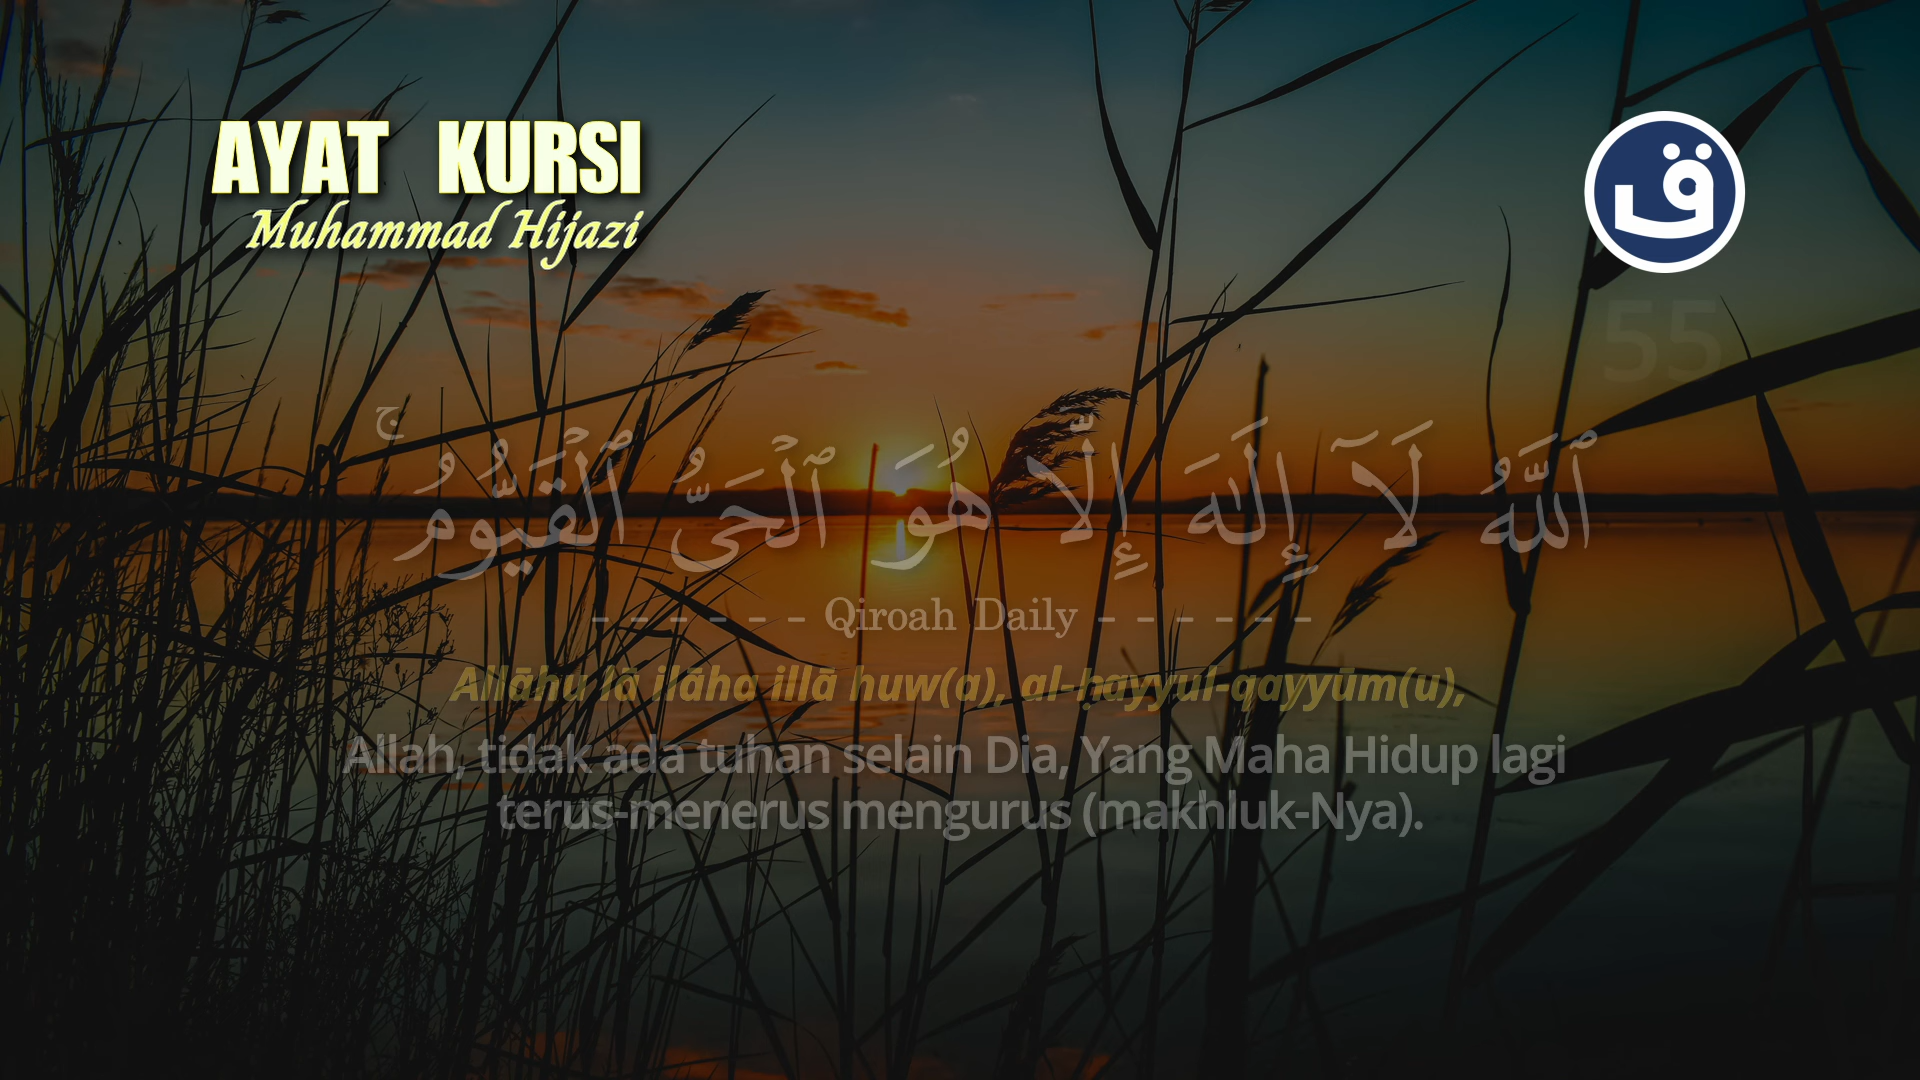 AYAT KURSI
Muhammad Hijazi
ق
55
ٱللَّهُ لَآ إِلَٰهَ إِلَّا هُوَ ٱلْحَىُّ ٱلْقَيُّومُ ۚ
- - - - - - Qiroah Daily - - - - - -
Allāhu lā ilāha illā huw(a), al-ḥayyul-qayyūm(u),
Allah, tidak ada tuhan selain Dia, Yang Maha Hidup lagi
terus-menerus mengurus (makhluk-Nya).